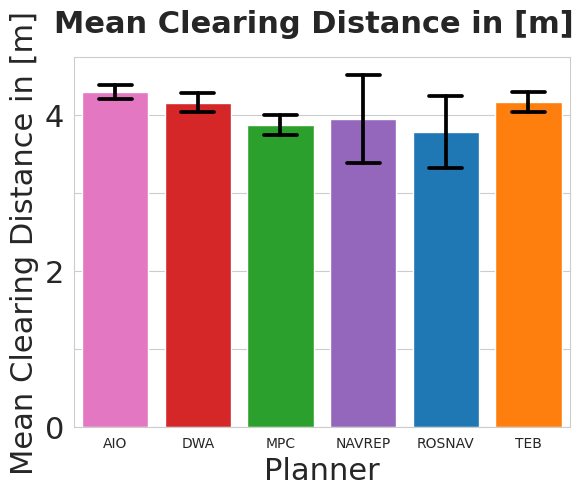 Mean Clearing Distance in [m]
Mean Clearing Distance in [m]
4
2
0
AIO DWA MPC NAVREP ROSNAV TEB
Planner